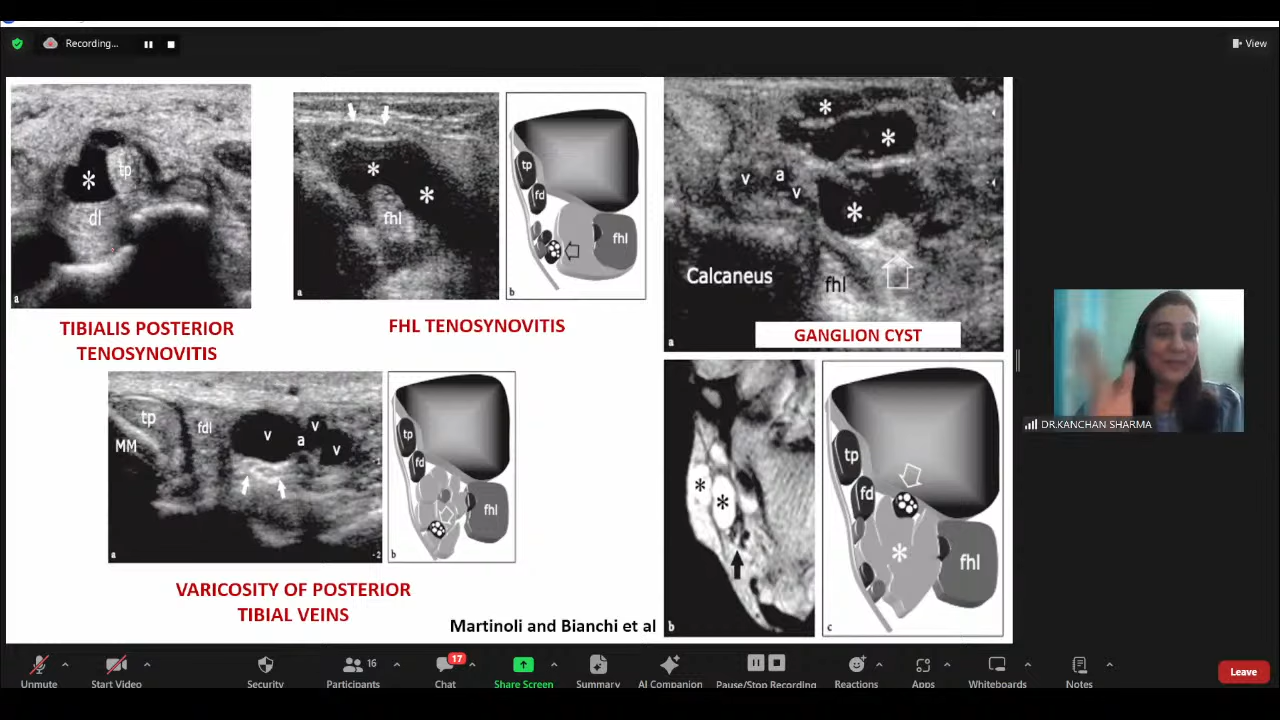 Recording...
View
*
tp
dl
a
*
*
fhl
a
tp
fd
fhl
b
*
*
v
a
v
*
Calcaneus
fhl
a
GANGLION CYST
TIBIALIS POSTERIOR
TENOSYNOVITIS
FHL TENOSYNOVITIS
tp
MM
fdl
v
a
v
v
a
-2
tp
fd
fhl
b
*
*
b
tp
fd
*
fhl
c
VARICOSITY OF POSTERIOR
TIBIAL VEINS
Martinoli and Bianchi et al
DR.KANCHAN SHARMA
16
17
Unmute
Start Video
Security
Participants
Chat
Share Screen
Summary
AI Companion
Pause/Stop Recording
Reactions
Apps
Whiteboards
Notes
Leave